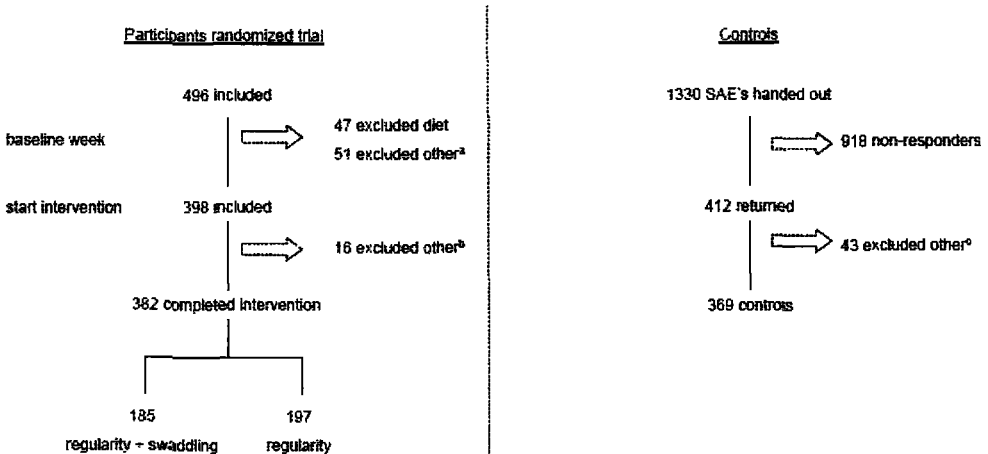 Participants randomized trial
496 included
baseline week
47 excluded diet
51 excluded other a
start intervention
398 included
16 excluded other b
382 completed intervention
185
regularity + swaddling
197
regularity
Controls
1330 SAE's handed out
918 non-responders
412 returned
43 excluded other c
369 controls